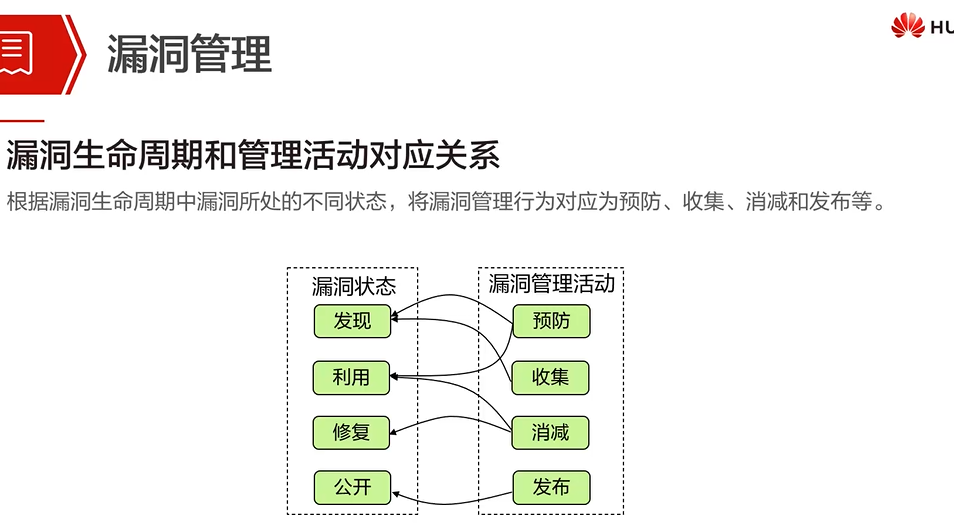 漏洞管理
HU
漏洞生命周期和管理活动对应关系
根据漏洞生命周期中漏洞所处的不同状态，将漏洞管理行为对应为预防、收集、消减和发布等。
漏洞状态
发现
利用
修复
公开
漏洞管理活动
预防
收集
消减
发布